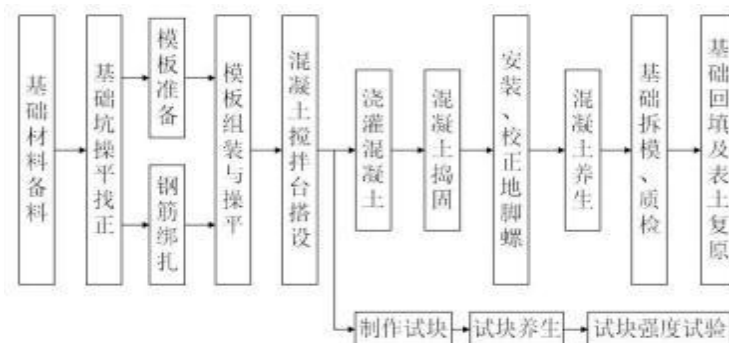 基础材料备料
基础坑操平找正
模板准备
钢筋绑扎
模板组装与操平
混凝土搅拌台搭设
浇灌混凝土
混凝土捣固
安装、校正地脚螺
混凝土养生
基础拆模、质检
基础回填及表土复原
制作试块
试块养生
试块强度试验